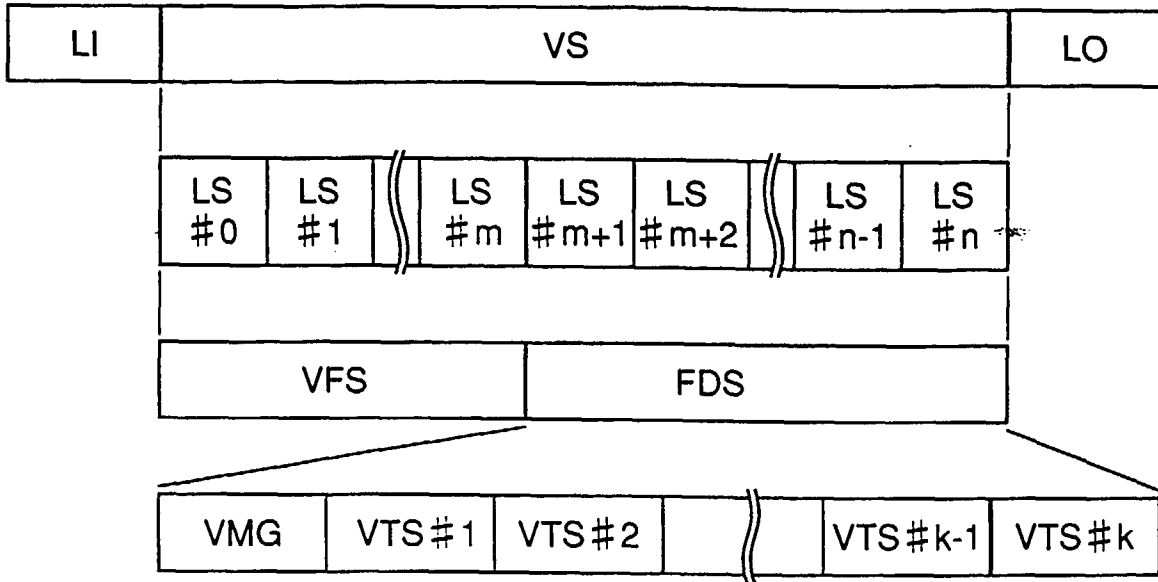 LI VS LO
LS LS LS LS LS LS LS
#0 #1 #m #m+1 #m+2 #n-1 #n
VFS FDS
VMG VTS#1 VTS#2 VTS#k-1 VTS#k